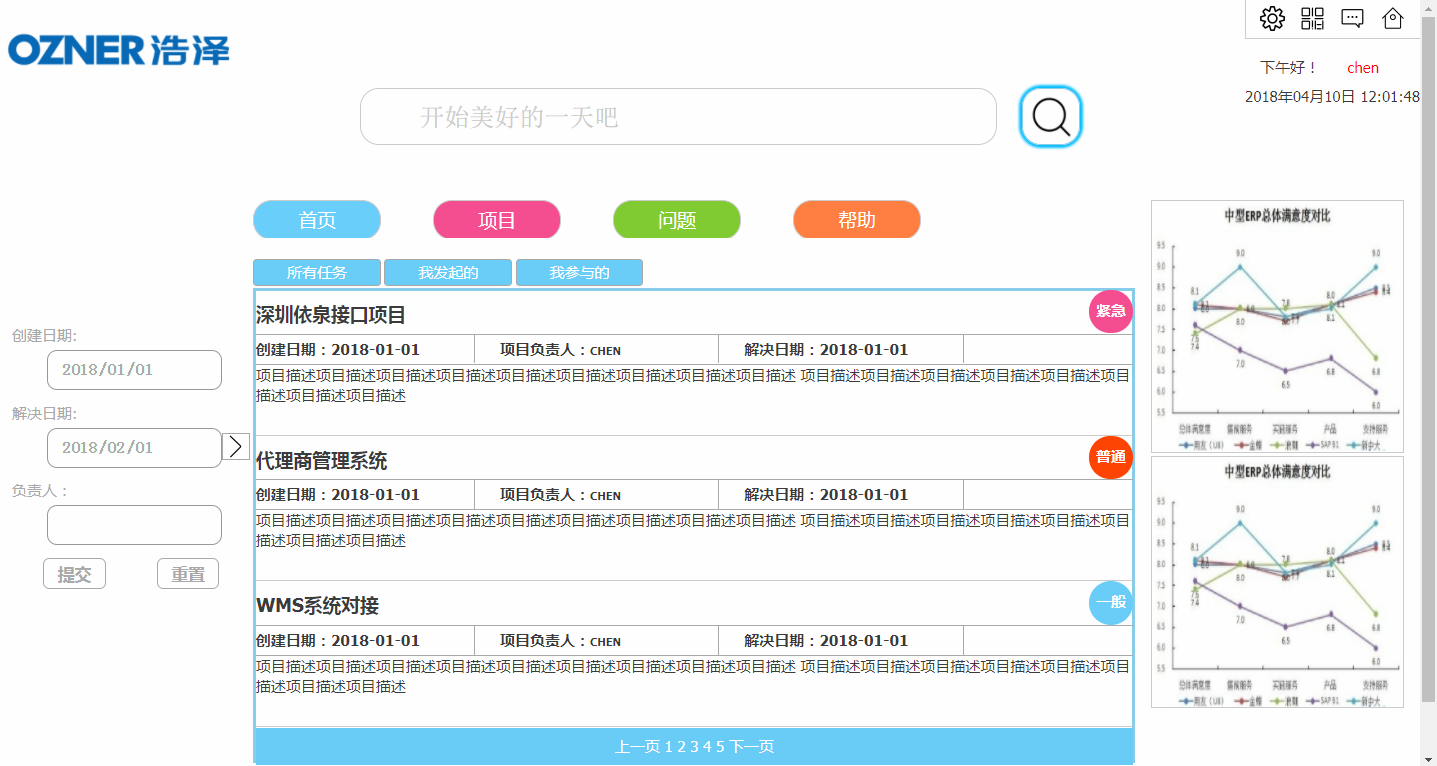 OZNER 浩泽
下午好！ chen
2018年04月10日 12:01:48
开始美好的一天吧
首页 项目 问题 帮助
所有任务 我发起的 我参与的
创建日期:
2018/01/01
解决日期:
2018/02/01
负责人：
提交 重置
深圳依泉接口项目 紧急
创建日期：2018-01-01 项目负责人：CHEN 解决日期：2018-01-01
项目描述项目描述项目描述项目描述项目描述项目描述项目描述项目描述项目描述 项目描述项目描述项目描述项目描述项目描述项目
描述项目描述项目描述
代理商管理系统 普通
创建日期：2018-01-01 项目负责人：CHEN 解决日期：2018-01-01
项目描述项目描述项目描述项目描述项目描述项目描述项目描述项目描述项目描述 项目描述项目描述项目描述项目描述项目描述项目
描述项目描述项目描述
WMS系统对接 一般
创建日期：2018-01-01 项目负责人：CHEN 解决日期：2018-01-01
项目描述项目描述项目描述项目描述项目描述项目描述项目描述项目描述项目描述 项目描述项目描述项目描述项目描述项目描述项目
描述项目描述项目描述
上一页 1 2 3 4 5 下一页
中型ERP总体满意度对比
9.5
9.0
8.5
8.0
7.5
7.0
6.5
6.0
5.5
8.1 9.0 7.8 8.0 9.0
8.0 8.1
7.6
7.4 7.0 6.5 6.8 6.8
6.0
总体满意度 售前服务 实施服务 产品 支持服务
用友（U8） 金蝶 浪潮 SAP B1 新中大
中型ERP总体满意度对比
9.5
9.0
8.5
8.0
7.5
7.0
6.5
6.0
5.5
8.1 9.0 7.8 8.0 9.0
8.0 8.1
7.6
7.4 7.0 6.5 6.8 6.8
6.0
总体满意度 售前服务 实施服务 产品 支持服务
用友（U8） 金蝶 浪潮 SAP B1 新中大